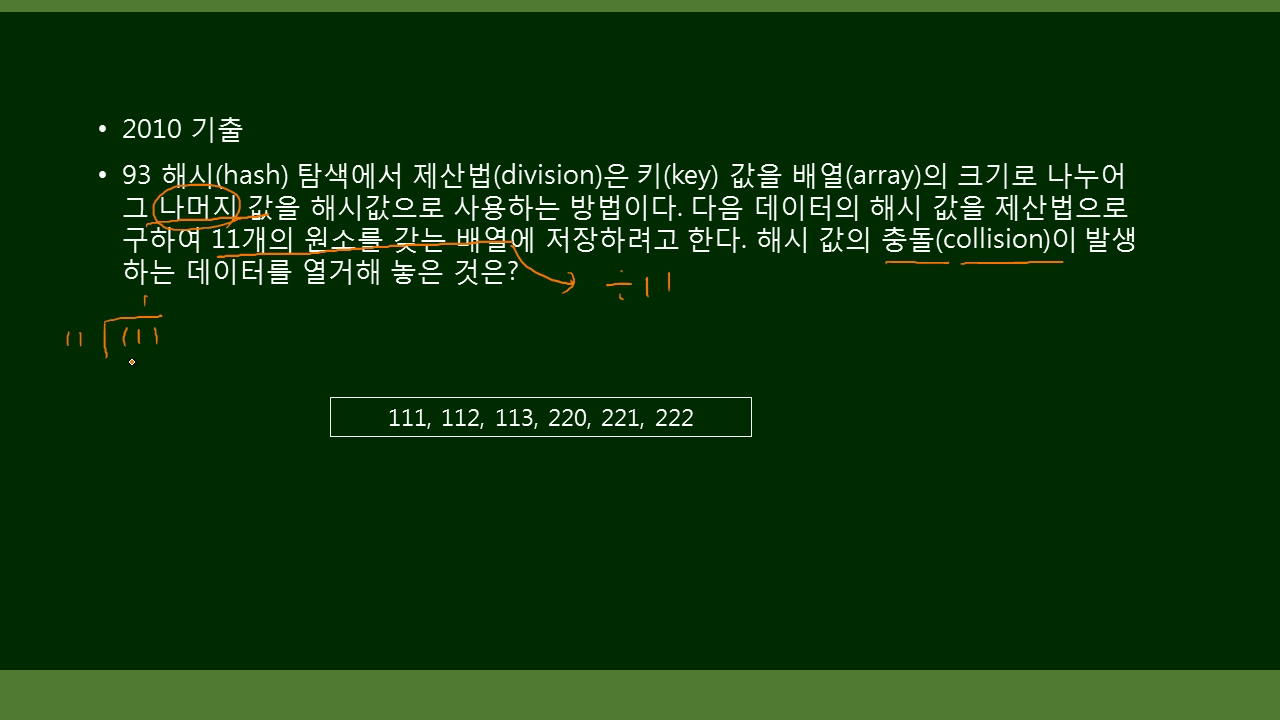 • 2010 기출
• 93 해시(hash) 탐색에서 제산법(division)은 키(key) 값을 배열(array)의 크기로 나누어
그 나머지 값을 해시값으로 사용하는 방법이다. 다음 데이터의 해시 값을 제산법으로
구하여 11개의 원소를 갖는 배열에 저장하려고 한다. 해시 값의 충돌(collision)이 발생
하는 데이터를 열거해 놓은 것은?
÷11
1
11 111
111, 112, 113, 220, 221, 222